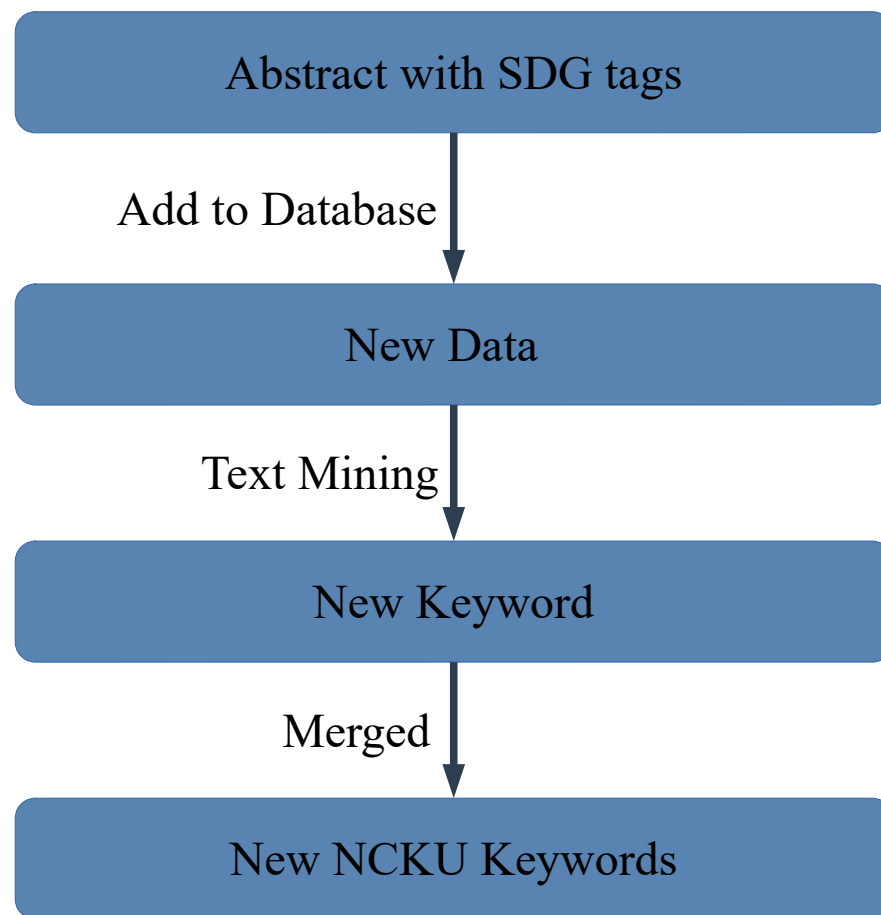 Abstract with SDG tags
Add to Database
New Data
Text Mining
New Keyword
Merged
New NCKU Keywords